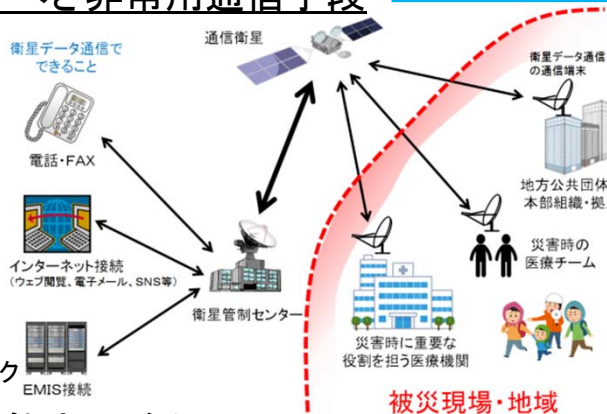 へと非常用通信手段
通信衛星
衛星データ通信で
できること
電話・FAX
インターネット接続
（ウェブ閲覧、電子メール、SNS等）
ク
EMIS接続
衛星管制センター
衛星データ通信
の通信端末
地方公共団体
本部組織・拠
災害時の
医療チーム
災害時に重要な
役割を担う医療機関
被災現場・地域